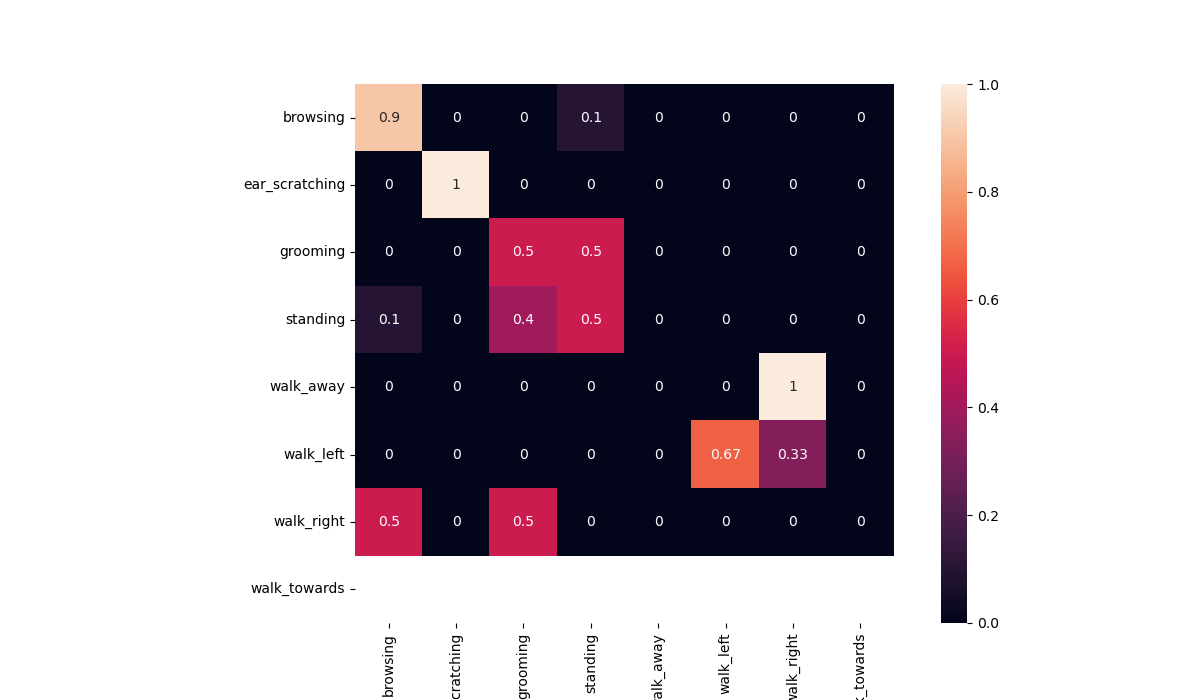 browsing 0.9 0 0 0.1 0 0 0 0 1.0
ear_scratching 0 1 0 0 0 0 0 0 0.8
grooming 0 0 0.5 0.5 0 0 0 0
standing 0.1 0 0.4 0.5 0 0 0 0 0.6
walk_away 0 0 0 0 0 0 1 0 0.4
walk_left 0 0 0 0 0 0.67 0.33 0
walk_right 0.5 0 0.5 0 0 0 0 0 0.2
walk_towards 0.0
browsing cratching grooming standing alk_away walk_left walk_right _towards